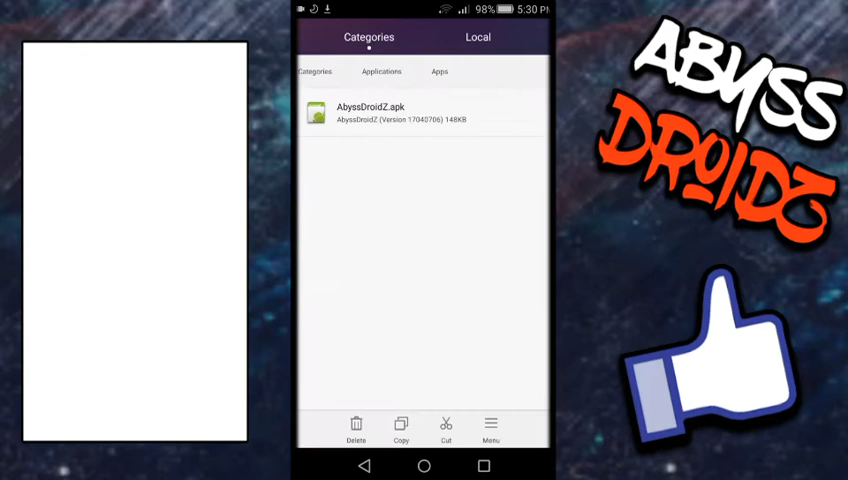 98% 5:30 PM
Categories Local
Categories Applications Apps
AbyssDroidZ.apk
AbyssDroidZ (Version 17040706) 148KB
Delete Copy Cut Menu
ABYSS
DROIDZ